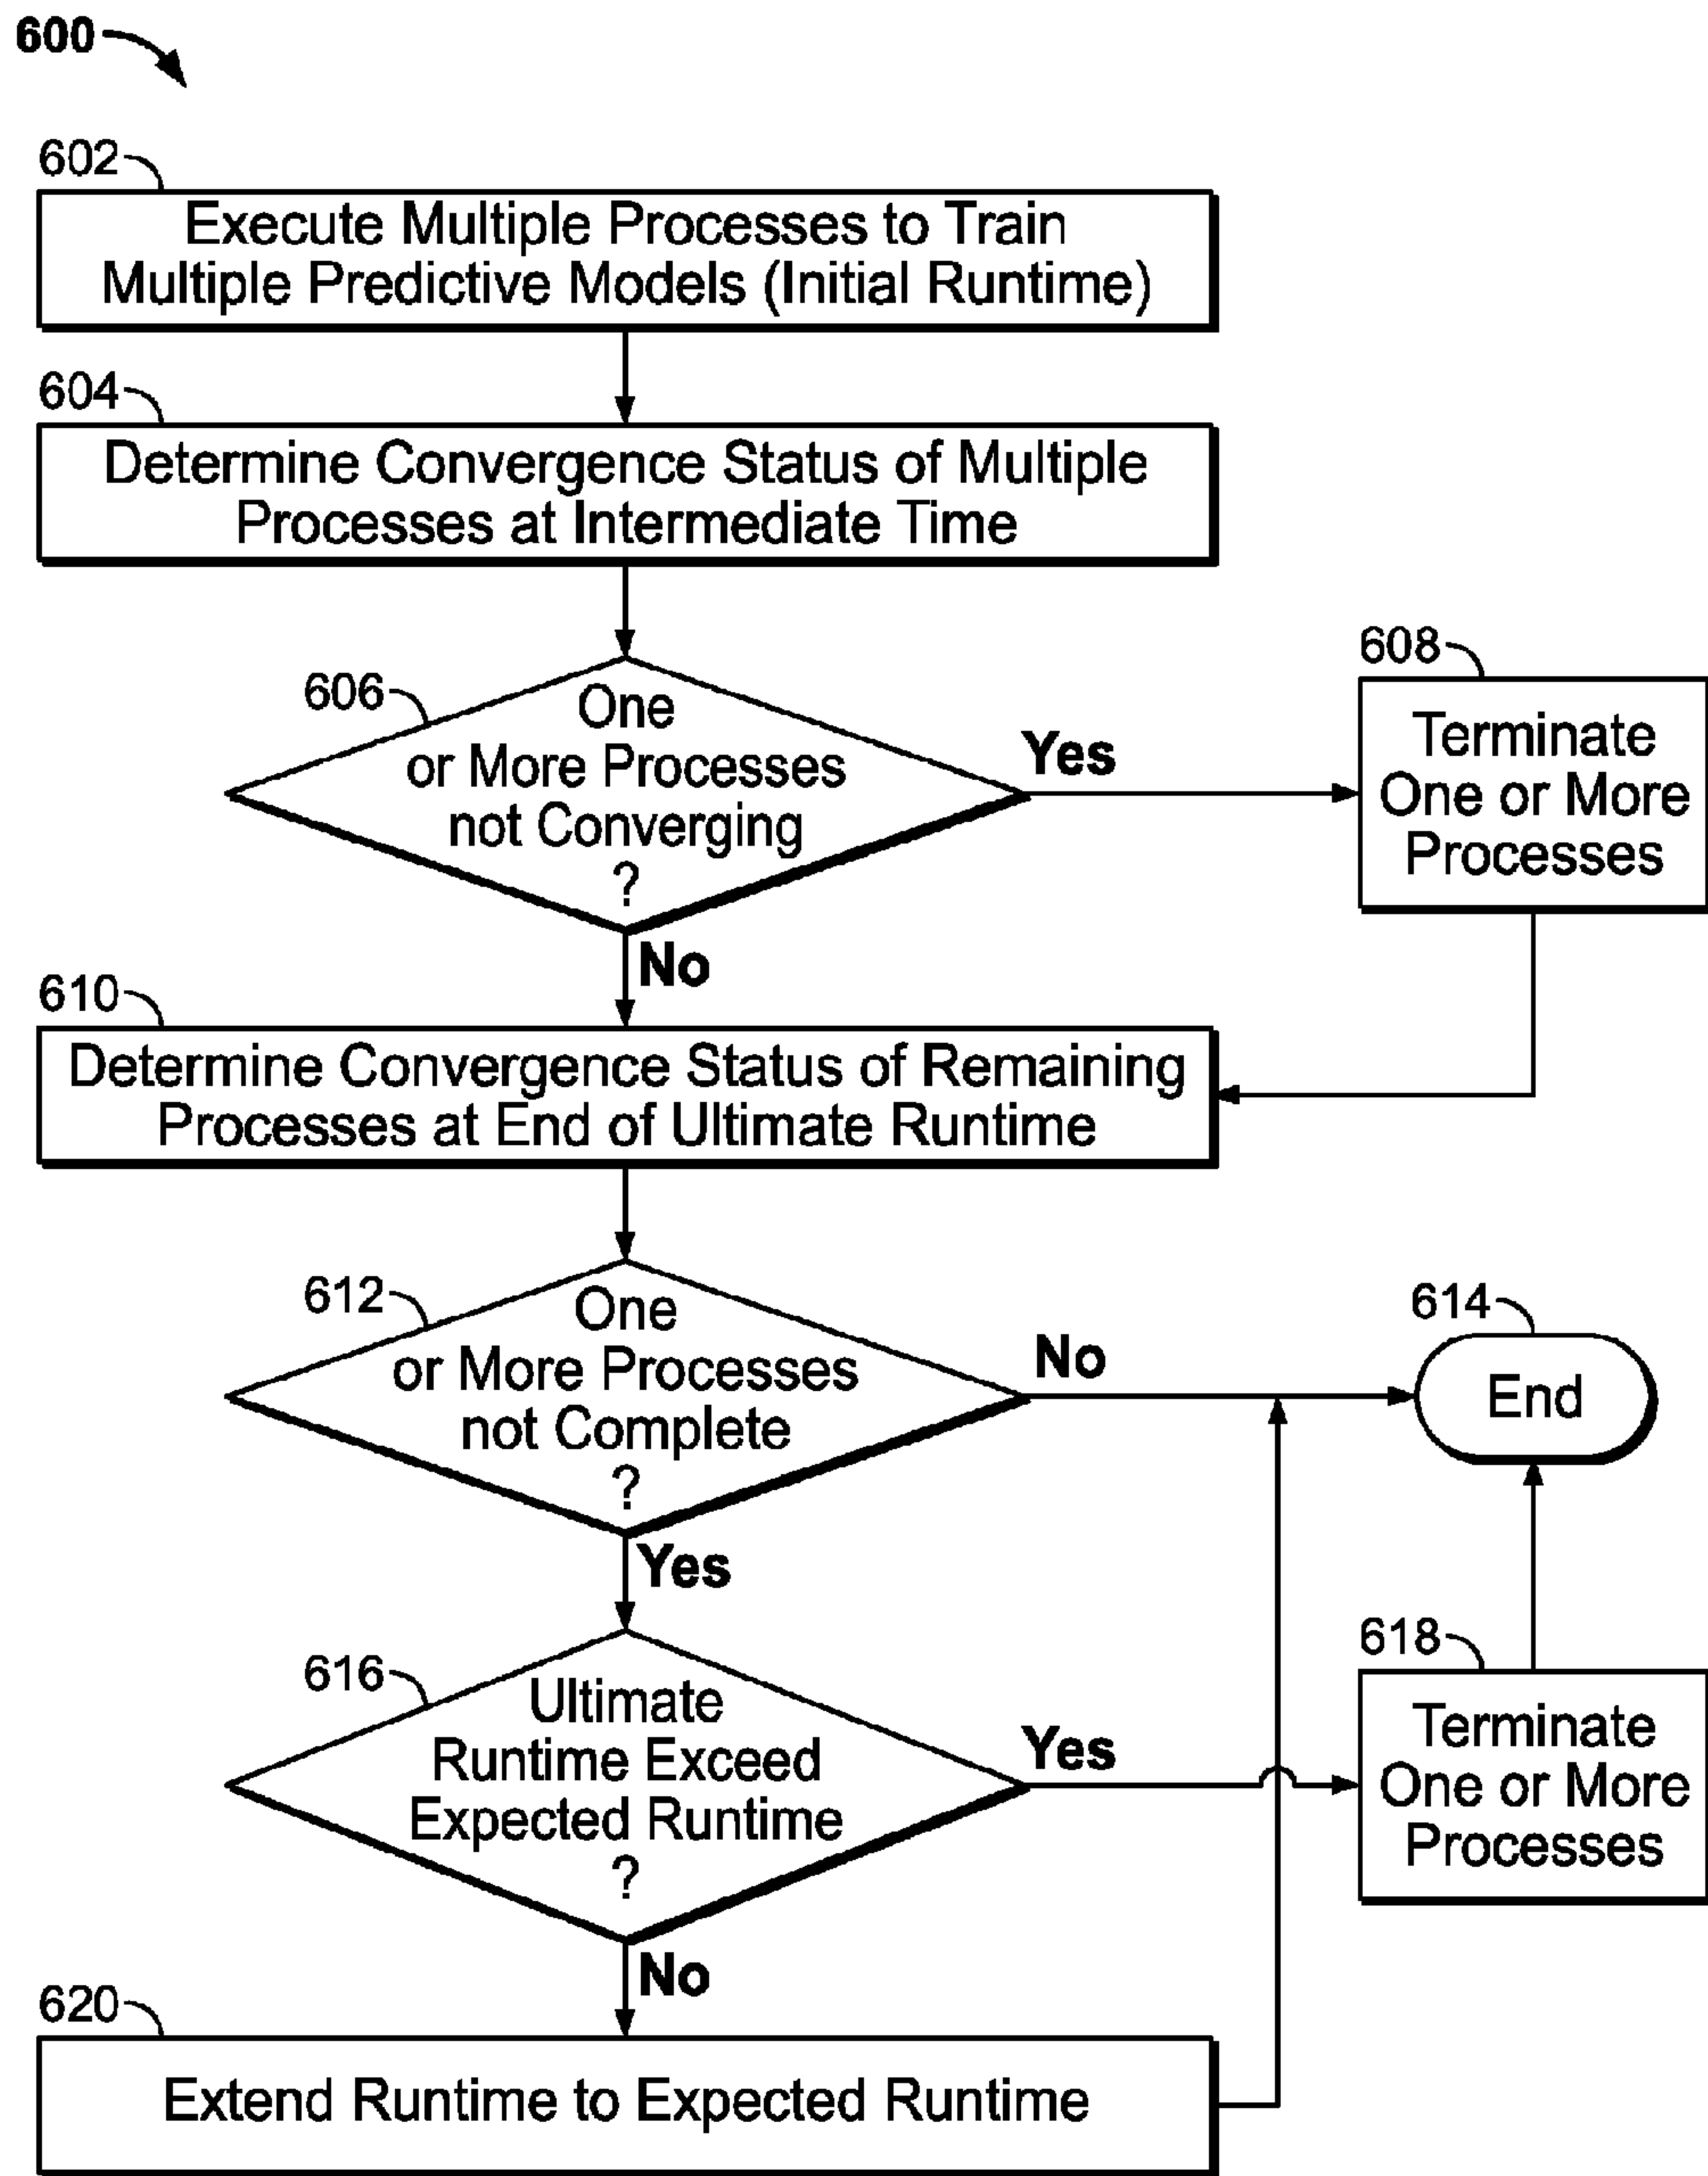 600
602
Execute Multiple Processes to Train
Multiple Predictive Models (Initial Runtime)
604
Determine Convergence Status of Multiple
Processes at Intermediate Time
606
One
or More Processes
not Converging
?
Yes
608
Terminate
One or More
Processes
No
610
Determine Convergence Status of Remaining
Processes at End of Ultimate Runtime
612
One
or More Processes
not Complete
?
No
614
End
Yes
616
Ultimate
Runtime Exceed
Expected Runtime
?
Yes
618
Terminate
One or More
Processes
No
620
Extend Runtime to Expected Runtime